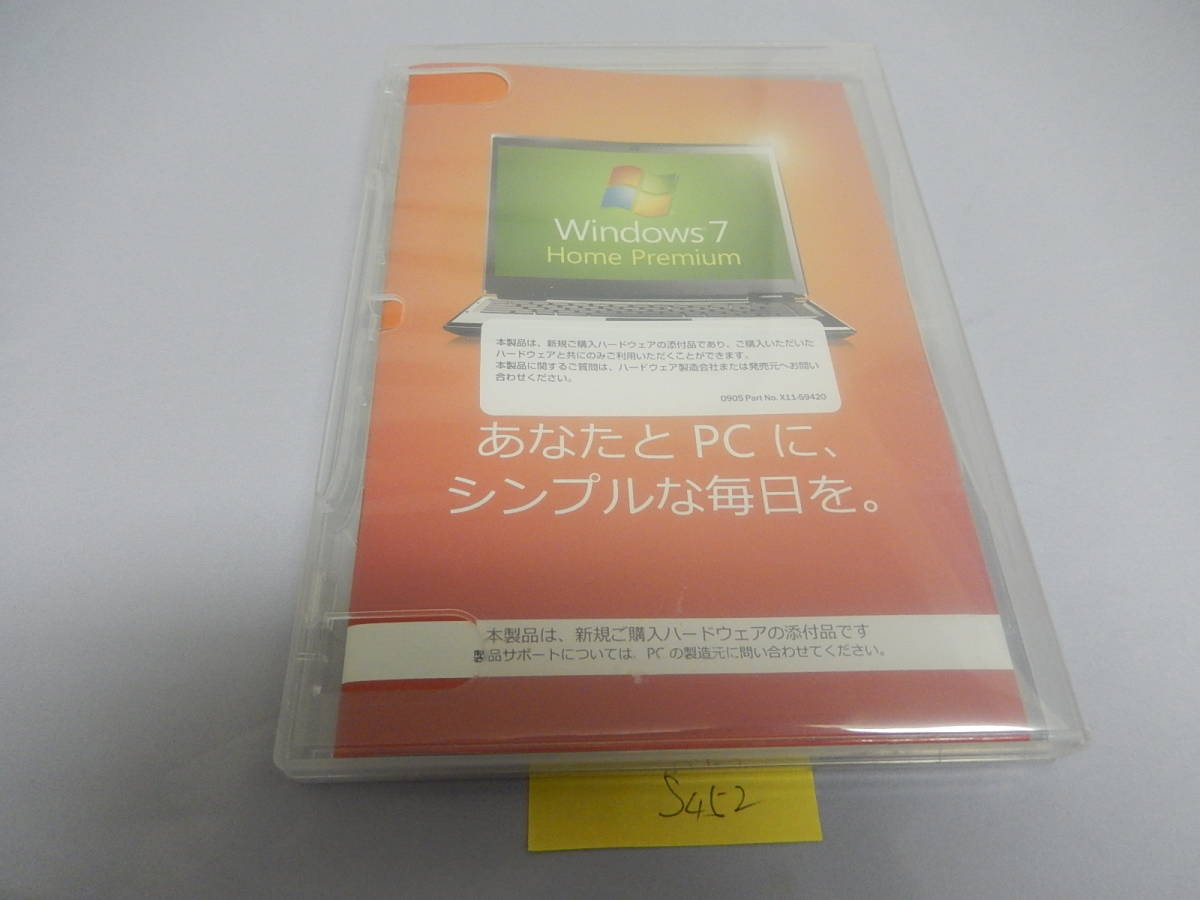 Windows 7
Home Premium
本製品は、新規ご購入ハードウェアの添付品であり、ご購入いただいた
ハードウェアと共にのみご利用いただくことができます。
本製品に関するご質問は、ハードウェア製造会社または発売元へお問い
合わせください。
0905 Part No. X11-59420
あなたと PC に、
シンプルな毎日を。
本製品は、新規ご購入ハードウェアの添付品です
製品サポートについては、PC の製造元に問い合わせてください。
S452